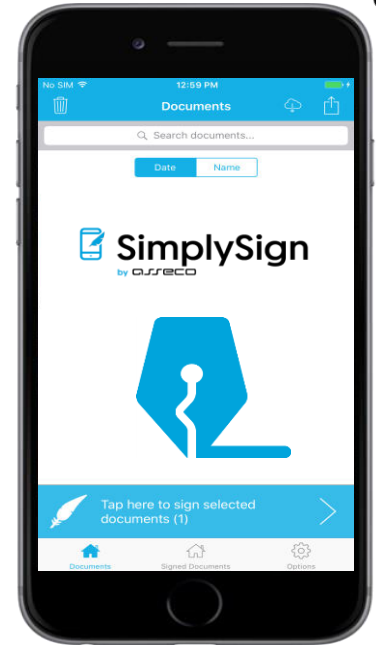 No SIM 12:59 PM
Documents
Search documents...
Date Name
SimplySign
by asseco
Tap here to sign selected
documents (1)
Documents Signed Documents Options